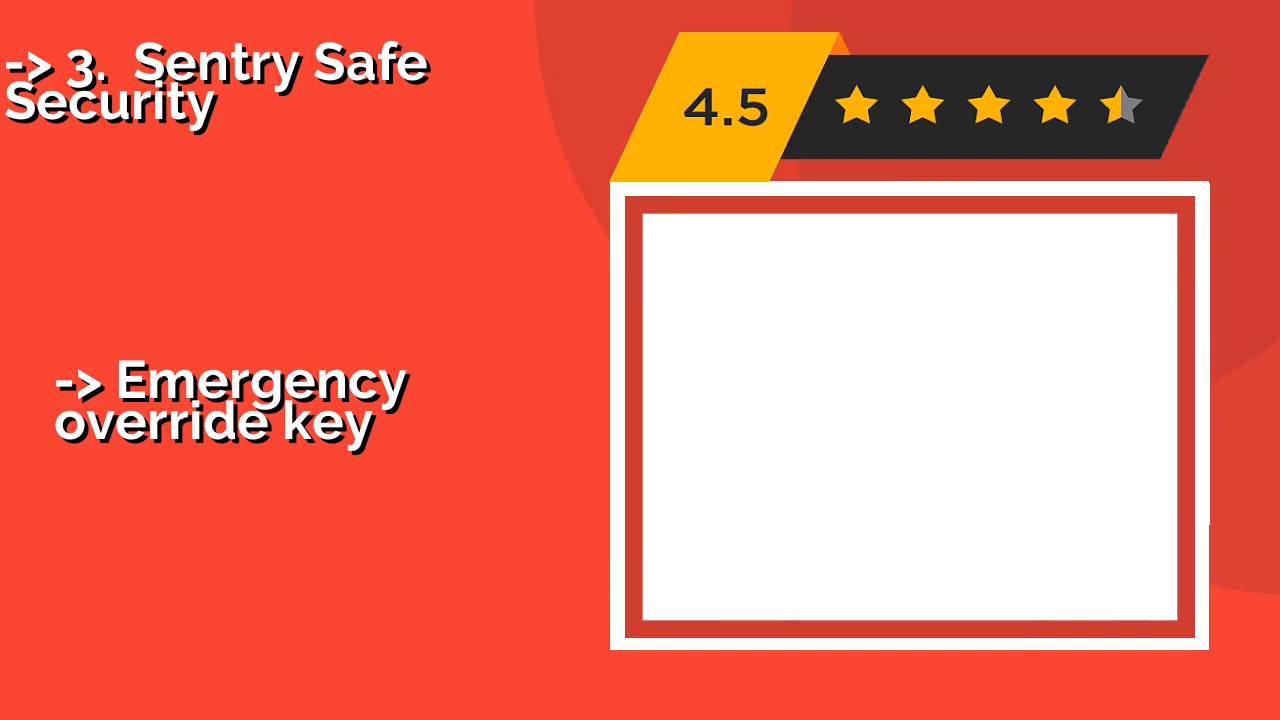 -> 3.  Sentry Safe
Security
4.5
-> Emergency
override key